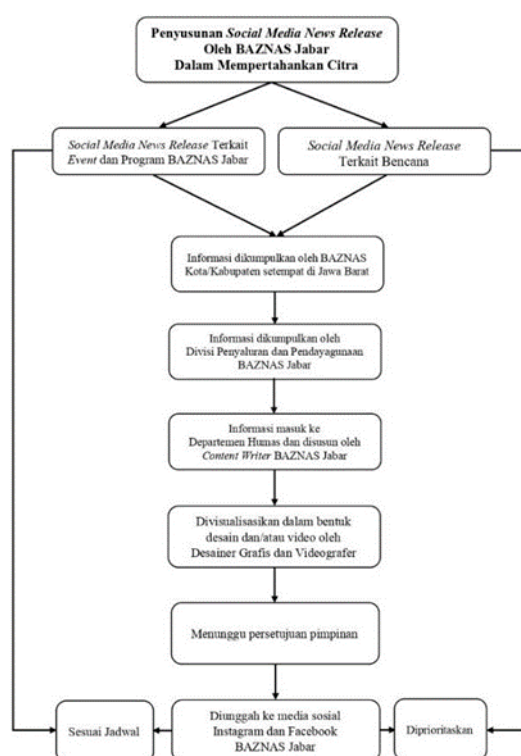 Penyusunan Social Media News Release
Oleh BAZNAS Jabar
Dalam Mempertahankan Citra
Social Media News Release Terkait
Event dan Program BAZNAS Jabar
Social Media News Release
Terkait Bencana
Informasi dikumpulkan oleh BAZNAS
Kota/Kabupaten setempat di Jawa Barat
Informasi dikumpulkan oleh
Divisi Penyaluran dan Pendayagunaan
BAZNAS Jabar
Informasi masuk ke
Departemen Humas dan disusun oleh
Content Writer BAZNAS Jabar
Divisualisasikan dalam bentuk
desain dan/atau video oleh
Desainer Grafis dan Videografer
Menunggu persetujuan pimpinan
Sesuai Jadwal
Diunggah ke media sosial
Instagram dan Facebook
BAZNAS Jabar
Diprioritaskan